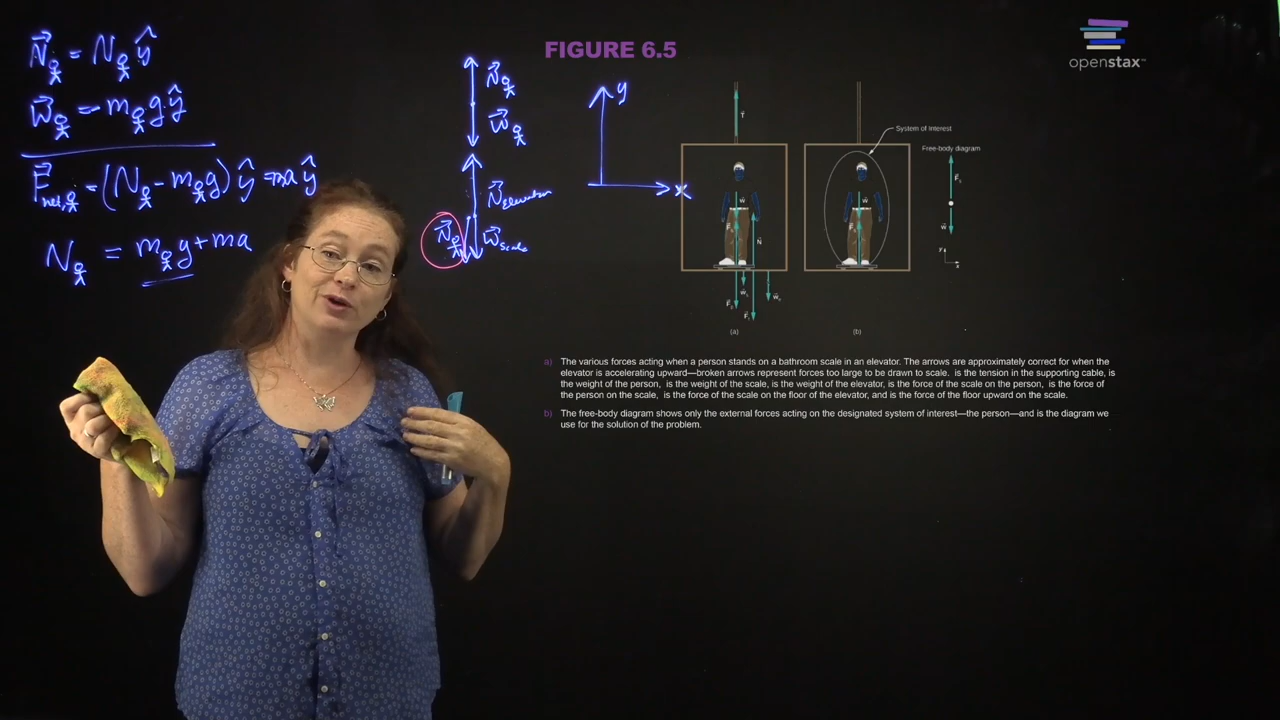 N⃗ = N ŷ
W⃗ = -m g ŷ
F⃗net, = (N - m g) ŷ = ma ŷ
N = m g + ma
N⃗
W⃗
N⃗elevator
N⃗
W⃗scale
y
x
FIGURE 6.5
openstax™
System of Interest
Free-body diagram
T⃗
w⃗
N⃗
w⃗
y
x
(a)
(b)
a) The various forces acting when a person stands on a bathroom scale in an elevator. The arrows are approximately correct for when the
elevator is accelerating upward—broken arrows represent forces too large to be drawn to scale. is the tension in the supporting cable, is
the weight of the person, is the weight of the scale, is the weight of the elevator, is the force of the scale on the person, is the force of
the person on the scale, is the force of the scale on the floor of the elevator, and is the force of the floor upward on the scale.
b) The free-body diagram shows only the external forces acting on the designated system of interest—the person—and is the diagram we
use for the solution of the problem.